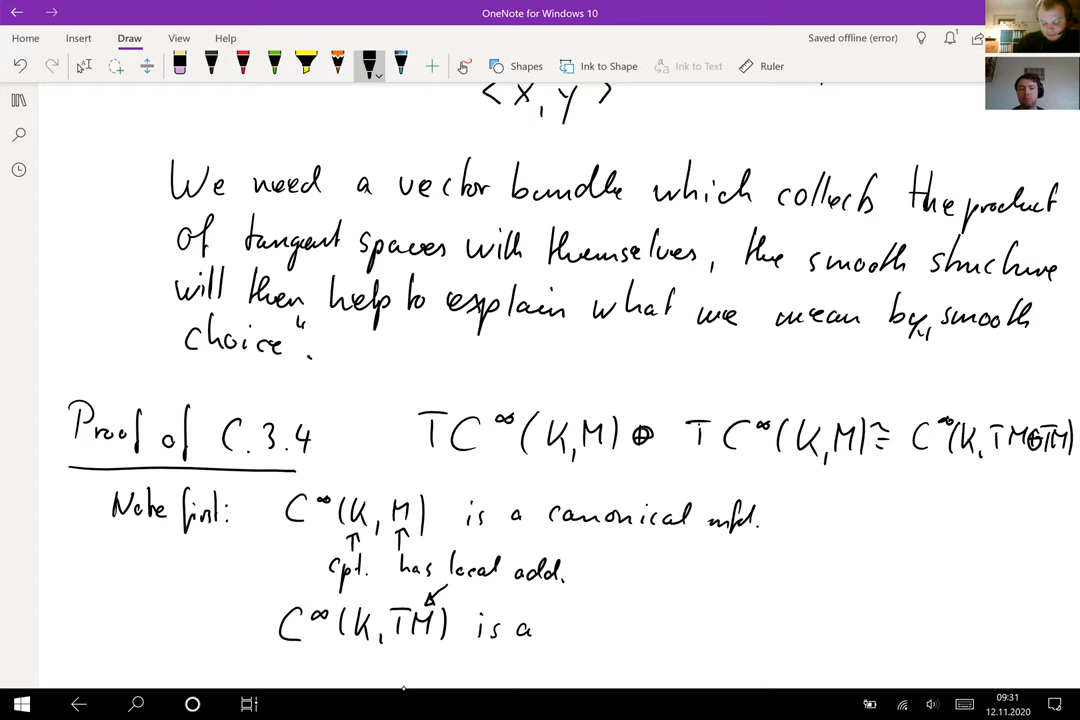 OneNote for Windows 10
Home Insert Draw View Help Saved offline (error)
Shapes Ink to Shape Ink to Text Ruler
< x, y >
We need a vector bundle which collects the product
of tangent spaces with themselves, the smooth structure
will then help to explain what we mean by "smooth
choice".
Proof of C.3.4 TC^∞(K,M) ⊕ TC^∞(K,M) ≅ C^∞(K,TM⊕TM)
Note first: C^∞(K,M) is a canonical mfd.
↑ ↑
cpt. has local add.
C^∞(K,TM) is a
09:31
12.11.2020